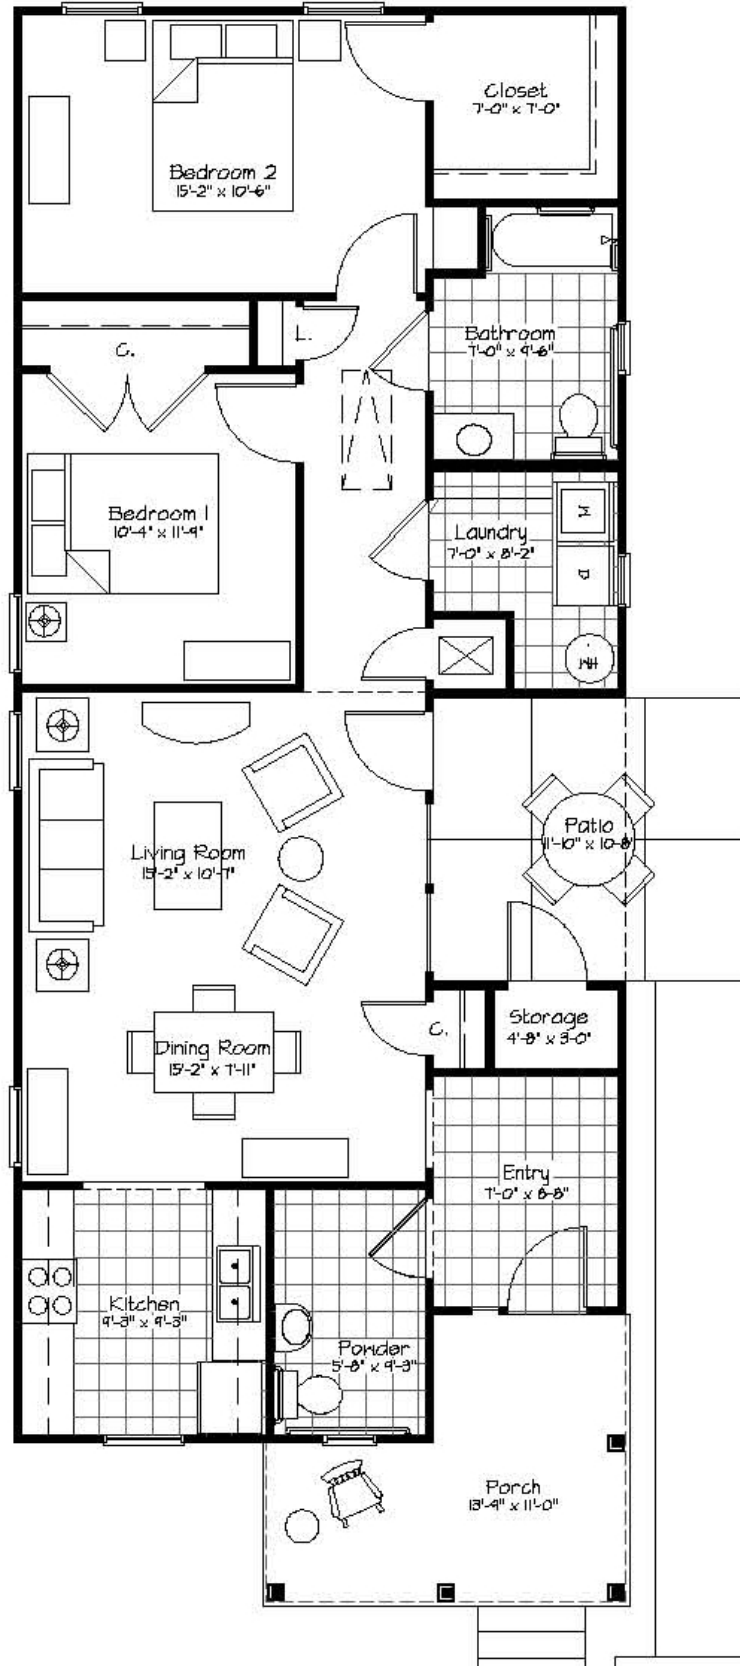 Closet
7'-0" x 7'-0"
Bedroom 2
15'-2" x 10'-6"
L.
Bathroom
7'-0" x 9'-6"
C.
Bedroom 1
10'-4" x 11'-9"
Laundry
7'-0" x 8'-2"
W
D
WH
Patio
11'-10" x 10-8"
Living Room
15'-2" x 10'-7"
C.
Storage
4'-8" x 3'-0"
Dining Room
15'-2" x 7'-11"
Entry
7'-0" x 8-8"
Kitchen
9'-3" x 9'-3"
Powder
5'-8" x 9'-3"
Porch
13'-9" x 11'-0"